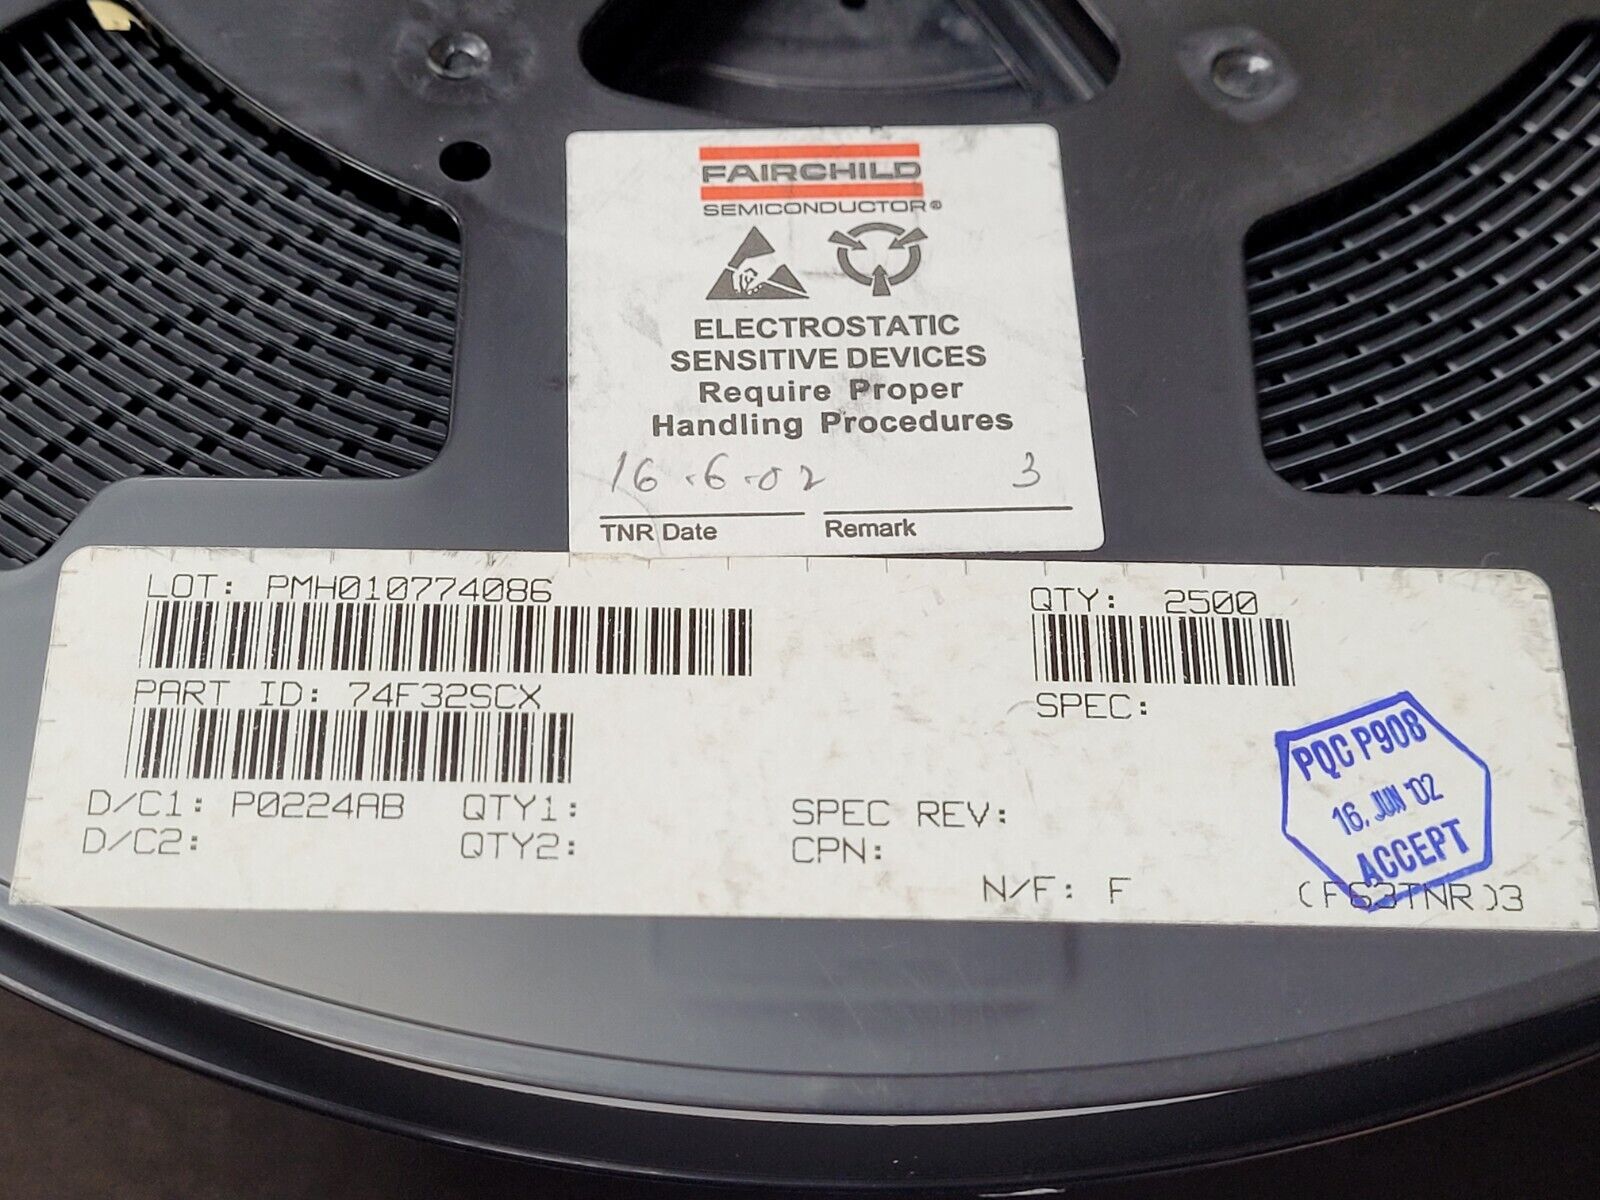 FAIRCHILD
SEMICONDUCTOR®
ELECTROSTATIC
SENSITIVE DEVICES
Require Proper
Handling Procedures
16.6.02 3
TNR Date Remark
LOT: PMH010774086 QTY: 2500
PART ID: 74F32SCX SPEC:
D/C1: P0224AB QTY1: SPEC REV:
D/C2: QTY2: CPN:
N/F: F (F63TNR)3
PQC P908
16. JUN '02
ACCEPT